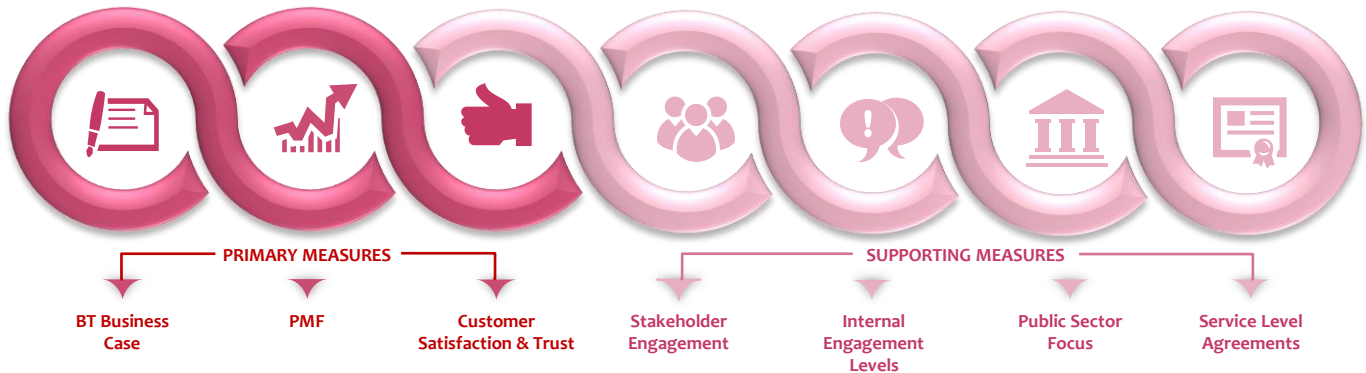 PRIMARY MEASURES
SUPPORTING MEASURES
BT Business
Case
PMF
Customer
Satisfaction & Trust
Stakeholder
Engagement
Internal
Engagement
Levels
Public Sector
Focus
Service Level
Agreements